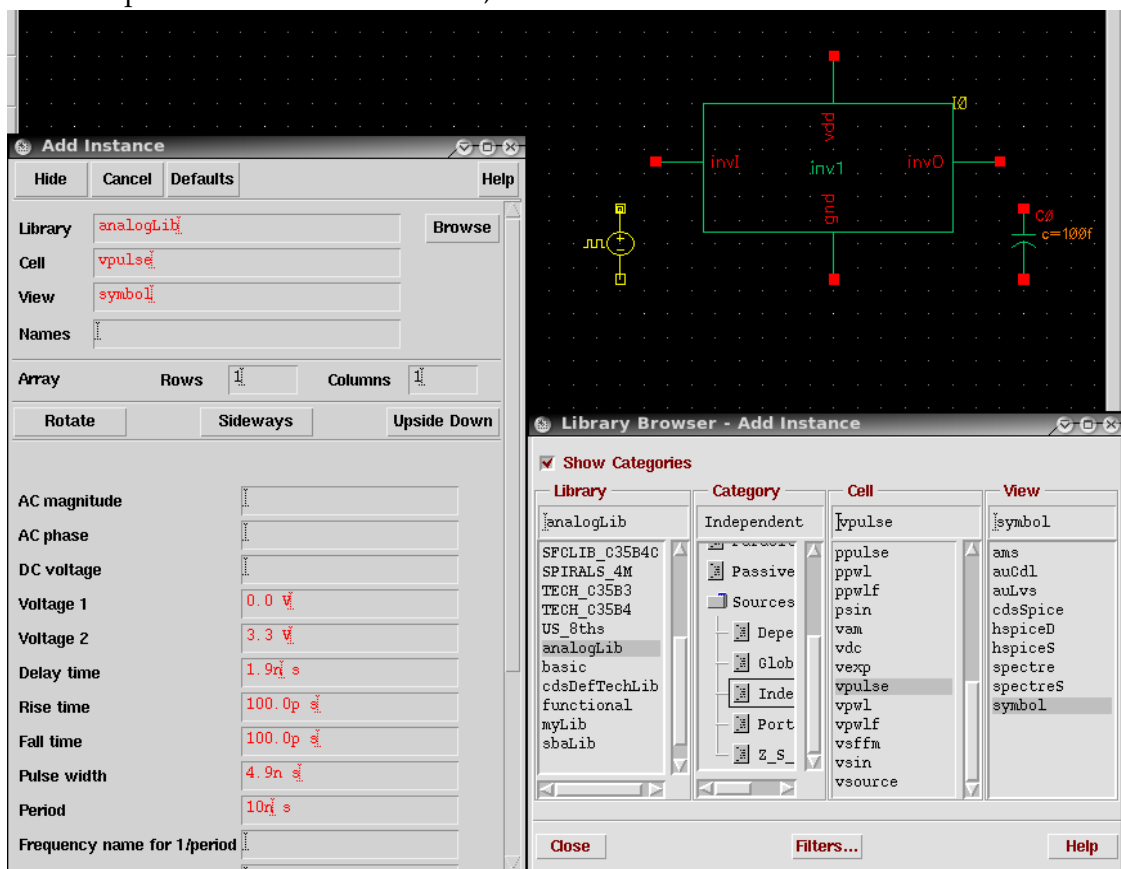 vdd
I0
invI
inv1
invO
gnd
C0
c=100f
Add Instance
Hide Cancel Defaults Help
Library analogLib Browse
Cell vpulse
View symbol
Names
Array Rows 1 Columns 1
Rotate Sideways Upside Down
AC magnitude
AC phase
DC voltage
Voltage 1 0.0 V
Voltage 2 3.3 V
Delay time 1.9n s
Rise time 100.0p s
Fall time 100.0p s
Pulse width 4.9n s
Period 10n s
Frequency name for 1/period
Library Browser - Add Instance
Show Categories
Library Category Cell View
analogLib Independent vpulse symbol
SFCLIB_C35B4C
SPIRALS_4M
TECH_C35B3
TECH_C35B4
US_8ths
analogLib
basic
cdsDefTechLib
functional
myLib
sbaLib
Passive
Sources
Depe
Glob
Inde
Port
Z_S_
ppulse
ppwl
ppwlf
psin
vam
vdc
vexp
vpulse
vpwl
vpwlf
vsffm
vsin
vsource
ams
auCdl
auLvs
cdsSpice
hspiceD
hspiceS
spectre
spectreS
symbol
Close Filters... Help